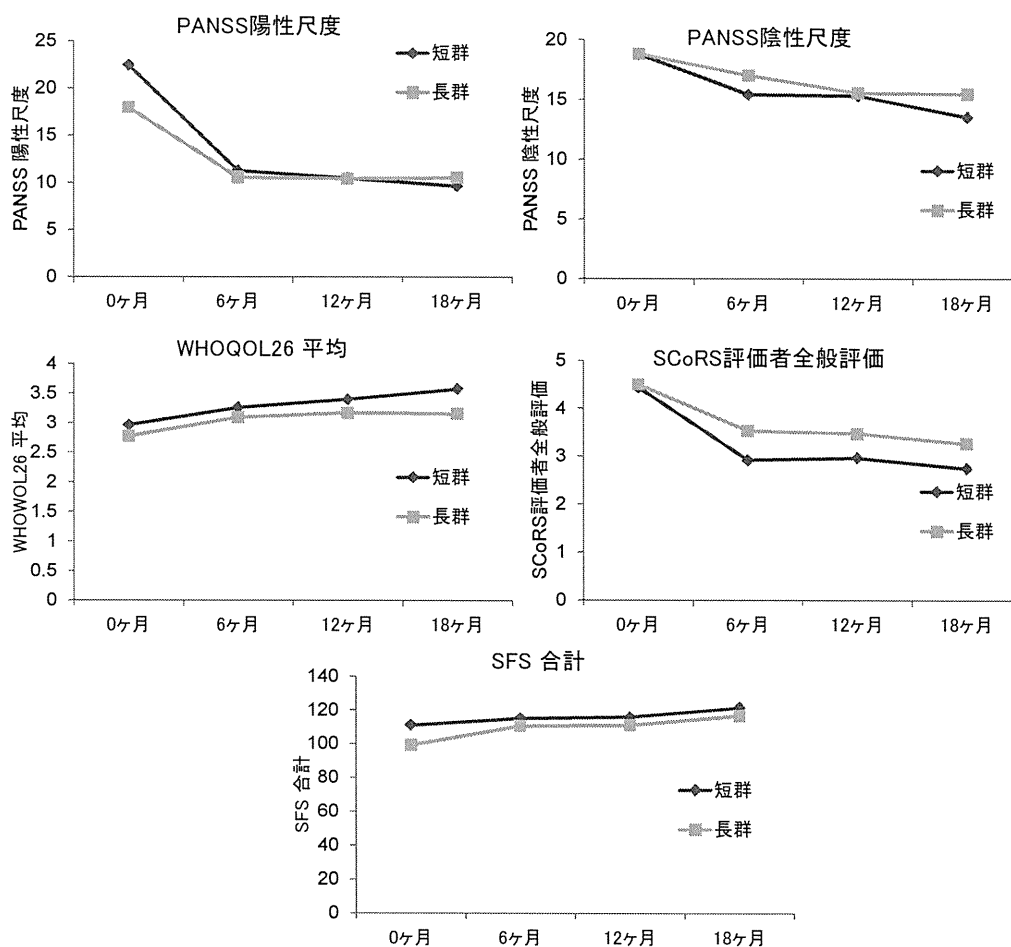 PANSS陽性尺度
PANSS 陽性尺度
25
20
15
10
5
0
0ヶ月 6ヶ月 12ヶ月 18ヶ月
短群
長群
PANSS陰性尺度
PANSS 陰性尺度
20
15
10
5
0
0ヶ月 6ヶ月 12ヶ月 18ヶ月
短群
長群
WHOQOL26 平均
WHOWOL26 平均
4
3.5
3
2.5
2
1.5
1
0.5
0
0ヶ月 6ヶ月 12ヶ月 18ヶ月
短群
長群
SCoRS評価者全般評価
SCoRS評価者全般評価
5
4
3
2
1
0
0ヶ月 6ヶ月 12ヶ月 18ヶ月
短群
長群
SFS 合計
SFS 合計
140
120
100
80
60
40
20
0
0ヶ月 6ヶ月 12ヶ月 18ヶ月
短群
長群